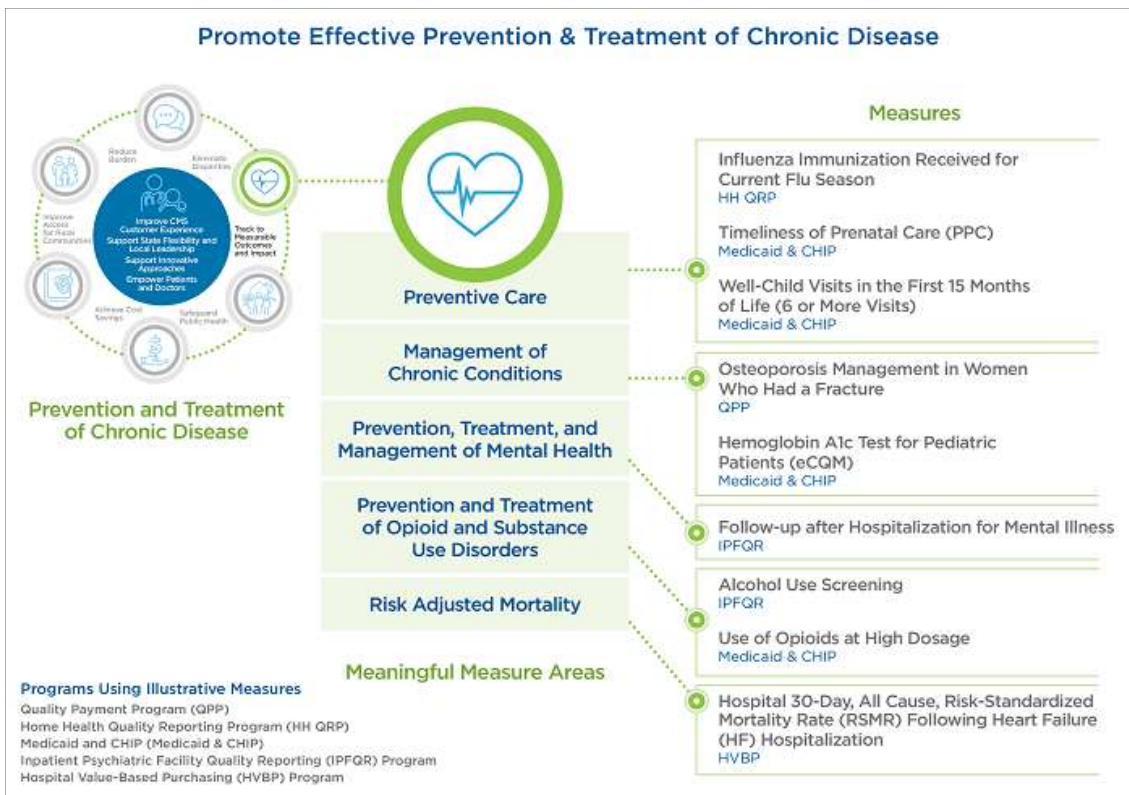 Promote Effective Prevention & Treatment of Chronic Disease
Reduce
Burden
Eliminate
Disparities
Improve
Access
for Rural
Communities
Improve CMS
Customer Experience
Support State Flexibility and
Local Leadership
Support Innovative
Approaches
Empower Patients
and Doctors
Track to
Measurable
Outcomes
and Impact
Achieve Cost
Savings
Safeguard
Public Health
Prevention and Treatment
of Chronic Disease
Preventive Care
Management of
Chronic Conditions
Prevention, Treatment, and
Management of Mental Health
Prevention and Treatment
of Opioid and Substance
Use Disorders
Risk Adjusted Mortality
Meaningful Measure Areas
Measures
Influenza Immunization Received for
Current Flu Season
HH QRP
Timeliness of Prenatal Care (PPC)
Medicaid & CHIP
Well-Child Visits in the First 15 Months
of Life (6 or More Visits)
Medicaid & CHIP
Osteoporosis Management in Women
Who Had a Fracture
QPP
Hemoglobin A1c Test for Pediatric
Patients (eCQM)
Medicaid & CHIP
Follow-up after Hospitalization for Mental Illness
IPFQR
Alcohol Use Screening
IPFQR
Use of Opioids at High Dosage
Medicaid & CHIP
Hospital 30-Day, All Cause, Risk-Standardized
Mortality Rate (RSMR) Following Heart Failure
(HF) Hospitalization
HVBP
Programs Using Illustrative Measures
Quality Payment Program (QPP)
Home Health Quality Reporting Program (HH QRP)
Medicaid and CHIP (Medicaid & CHIP)
Inpatient Psychiatric Facility Quality Reporting (IPFQR) Program
Hospital Value-Based Purchasing (HVBP) Program